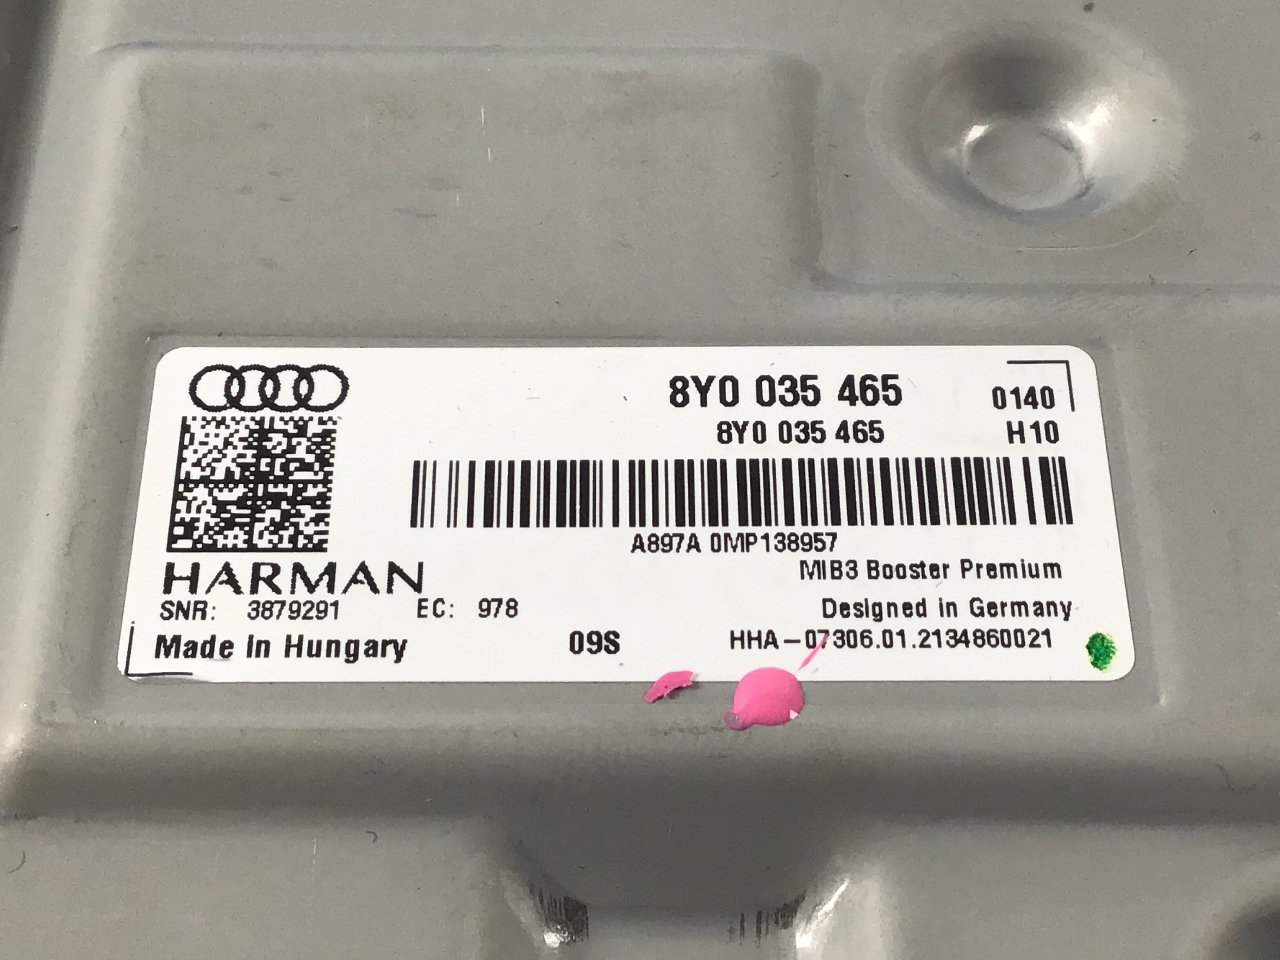 8Y0 035 465 0140
8Y0 035 465 H10
A897A 0MP138957
MIB3 Booster Premium
HARMAN
SNR: 3879291 EC: 978 Designed in Germany
Made in Hungary 09S HHA-07306.01.2134860021